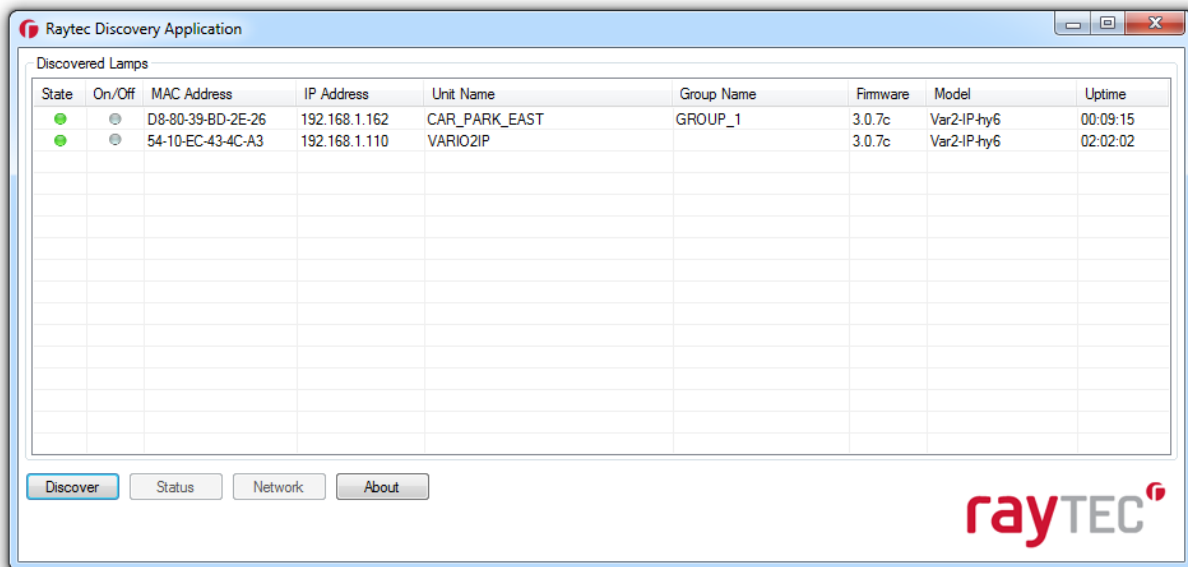 Raytec Discovery Application
Discovered Lamps
State On/Off MAC Address IP Address Unit Name Group Name Firmware Model Uptime
D8-80-39-BD-2E-26 192.168.1.162 CAR_PARK_EAST GROUP_1 3.0.7c Var2-IP-hy6 00:09:15
54-10-EC-43-4C-A3 192.168.1.110 VARIO2IP 3.0.7c Var2-IP-hy6 02:02:02
Discover Status Network About
rayTEC